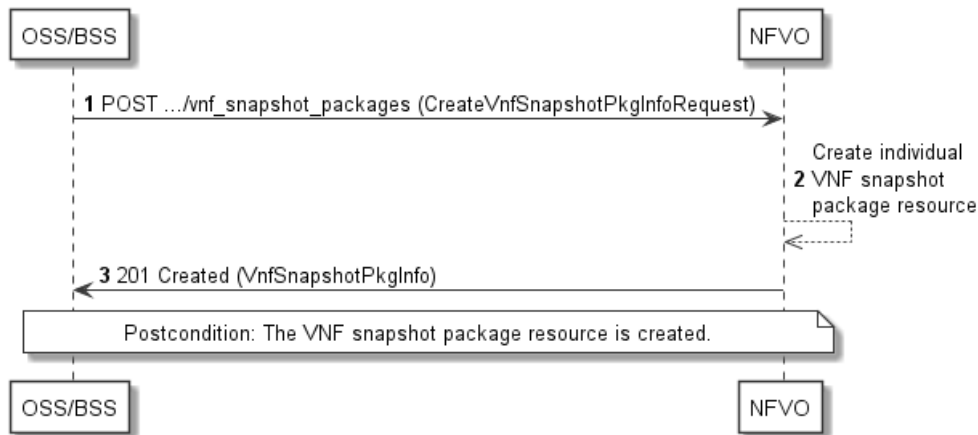 OSS/BSS
NFVO
1 POST .../vnf_snapshot_packages (CreateVnfSnapshotPkgInfoRequest)
Create individual
2 VNF snapshot
package resource
3 201 Created (VnfSnapshotPkgInfo)
Postcondition: The VNF snapshot package resource is created.
OSS/BSS
NFVO